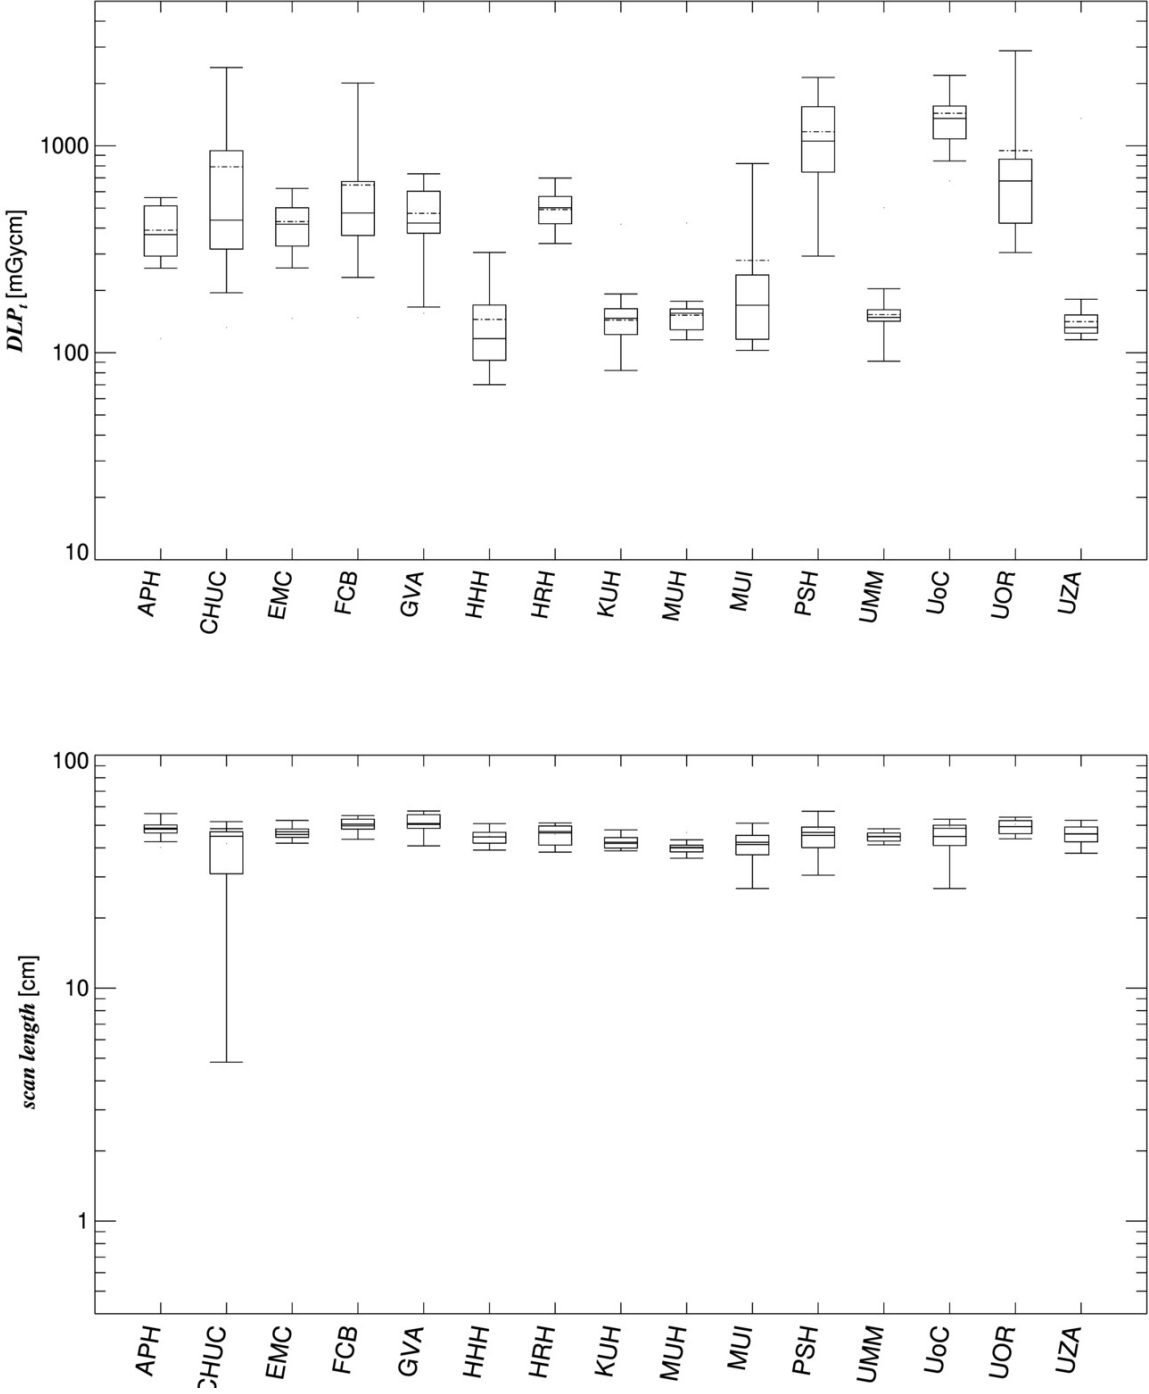 1000
100
10
DLPt [mGycm]
APH
CHUC
EMC
FCB
GVA
HHH
HRH
KUH
MUH
MUI
PSH
UMM
UoC
UOR
UZA
100
10
1
scan length [cm]
APH
CHUC
EMC
FCB
GVA
HHH
HRH
KUH
MUH
MUI
PSH
UMM
UoC
UOR
UZA